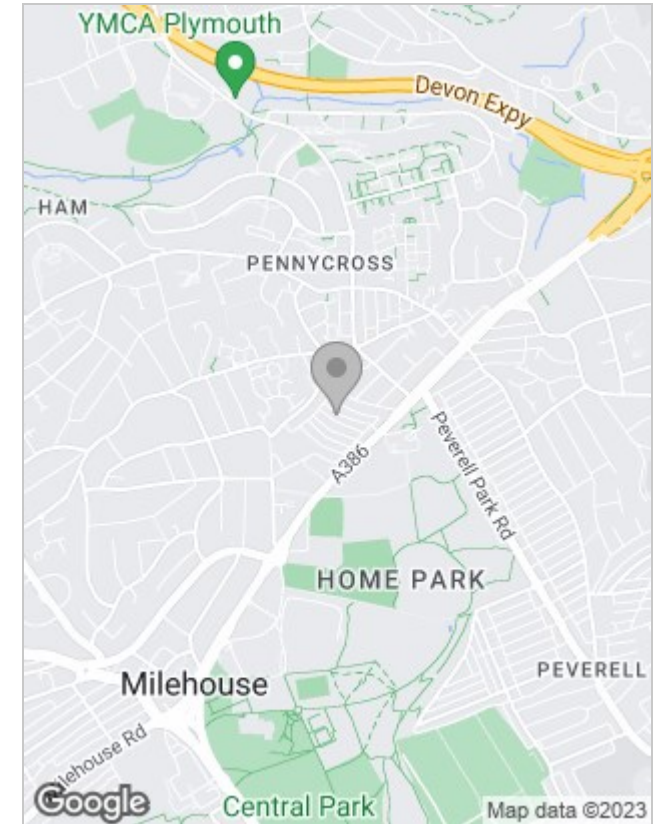 YMCA Plymouth
Devon Expy
HAM
PENNYCROSS
A386
Peverell Park Rd
HOME PARK
PEVERELL
Milehouse
Milehouse Rd
Google
Central Park
Map data ©2023